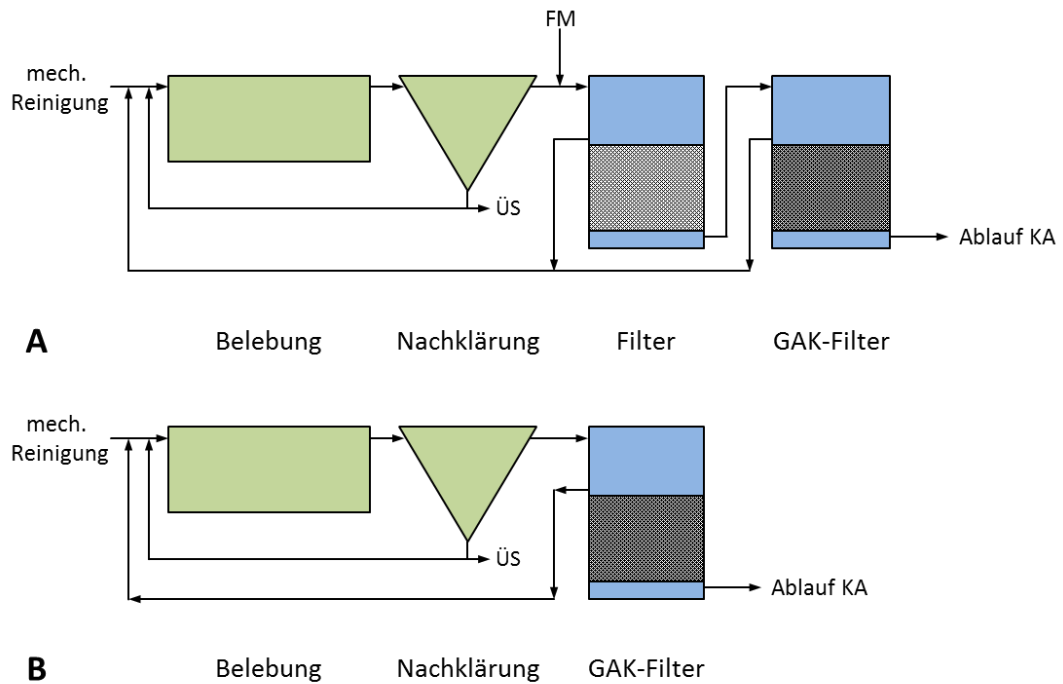 FM
mech.
Reinigung
ÜS
Ablauf KA
A
Belebung
Nachklärung
Filter
GAK-Filter
mech.
Reinigung
ÜS
Ablauf KA
B
Belebung
Nachklärung
GAK-Filter